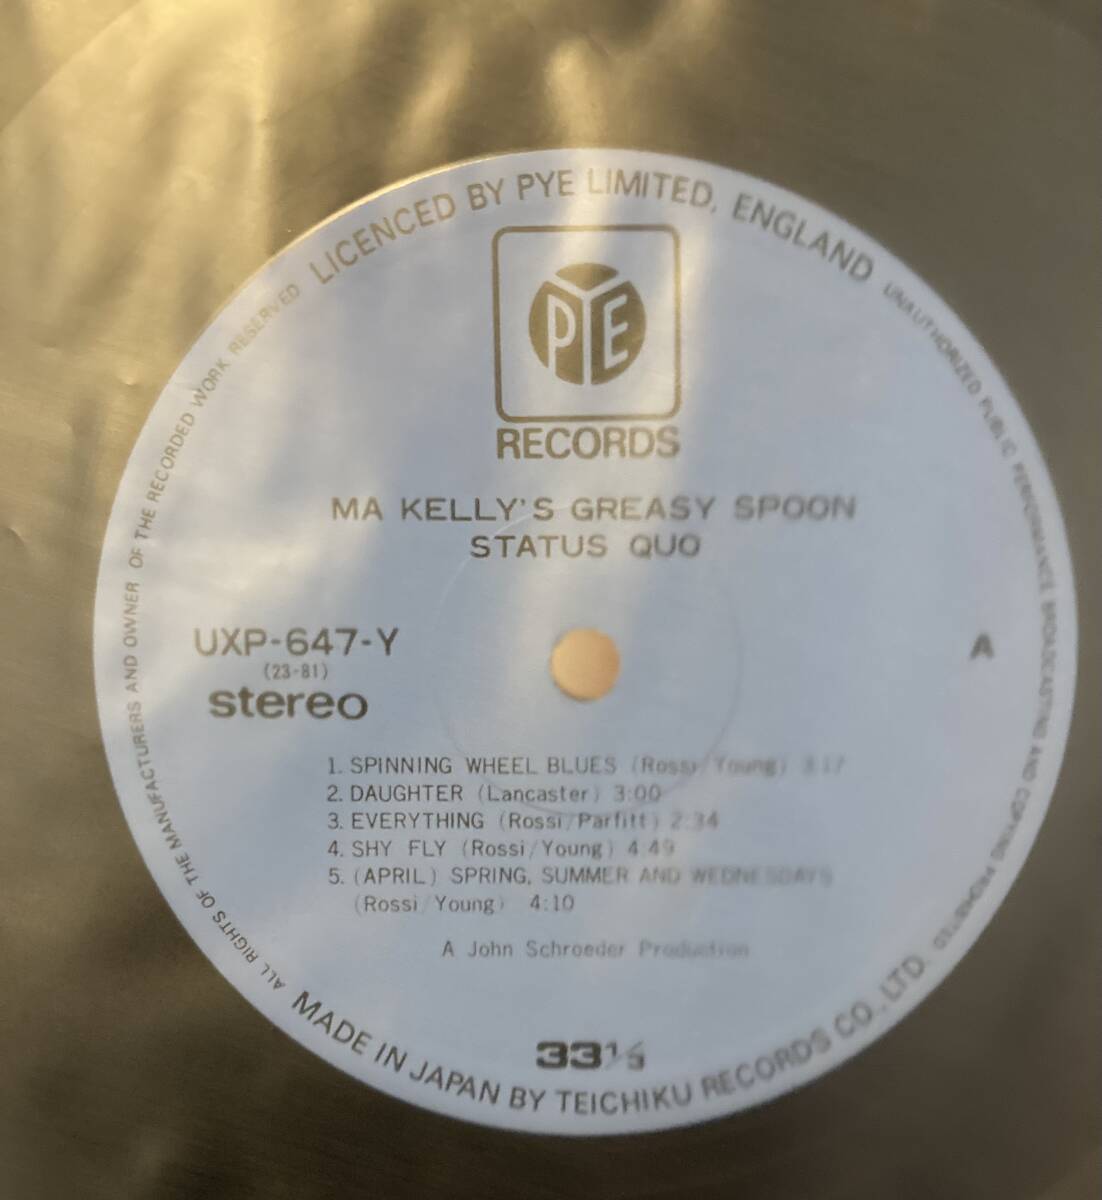 LICENCED BY PYE LIMITED, ENGLAND
UNAUTHORIZED PUBLIC PERFORMANCE BROADCASTING AND COPYING PROHIBITED
ALL RIGHTS OF THE MANUFACTURERS AND OWNER OF THE RECORDED WORK RESERVED
PYE
RECORDS
MA KELLY'S GREASY SPOON
STATUS QUO
UXP-647-Y
(23-81)
stereo
A
1. SPINNING WHEEL BLUES (Rossi/Young) 3:17
2. DAUGHTER (Lancaster) 3:00
3. EVERYTHING (Rossi/Parfitt) 2:34
4. SHY FLY (Rossi/Young) 4:49
5. (APRIL) SPRING, SUMMER AND WEDNESDAYS
(Rossi/Young) 4:10
A John Schroeder Production
33 1/3
MADE IN JAPAN BY TEICHIKU RECORDS CO., LTD.